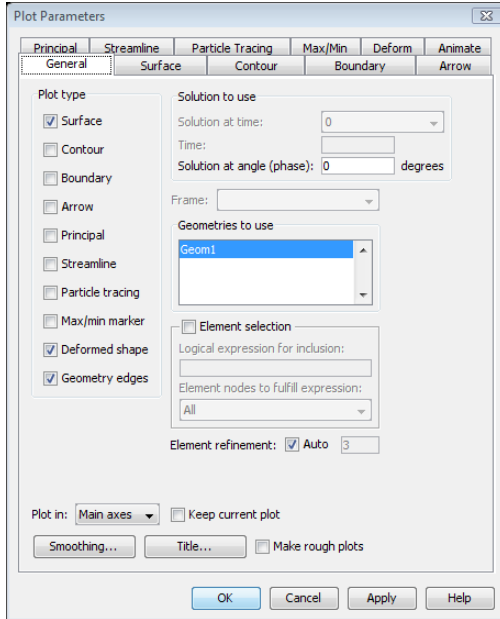 Plot Parameters
Principal Streamline Particle Tracing Max/Min Deform Animate
General Surface Contour Boundary Arrow
Plot type
Surface
Contour
Boundary
Arrow
Principal
Streamline
Particle tracing
Max/min marker
Deformed shape
Geometry edges
Solution to use
Solution at time: 0
Time:
Solution at angle (phase): 0 degrees
Frame:
Geometries to use
Geom1
Element selection
Logical expression for inclusion:
Element nodes to fulfill expression:
All
Element refinement: Auto 3
Plot in: Main axes Keep current plot
Smoothing... Title... Make rough plots
OK Cancel Apply Help